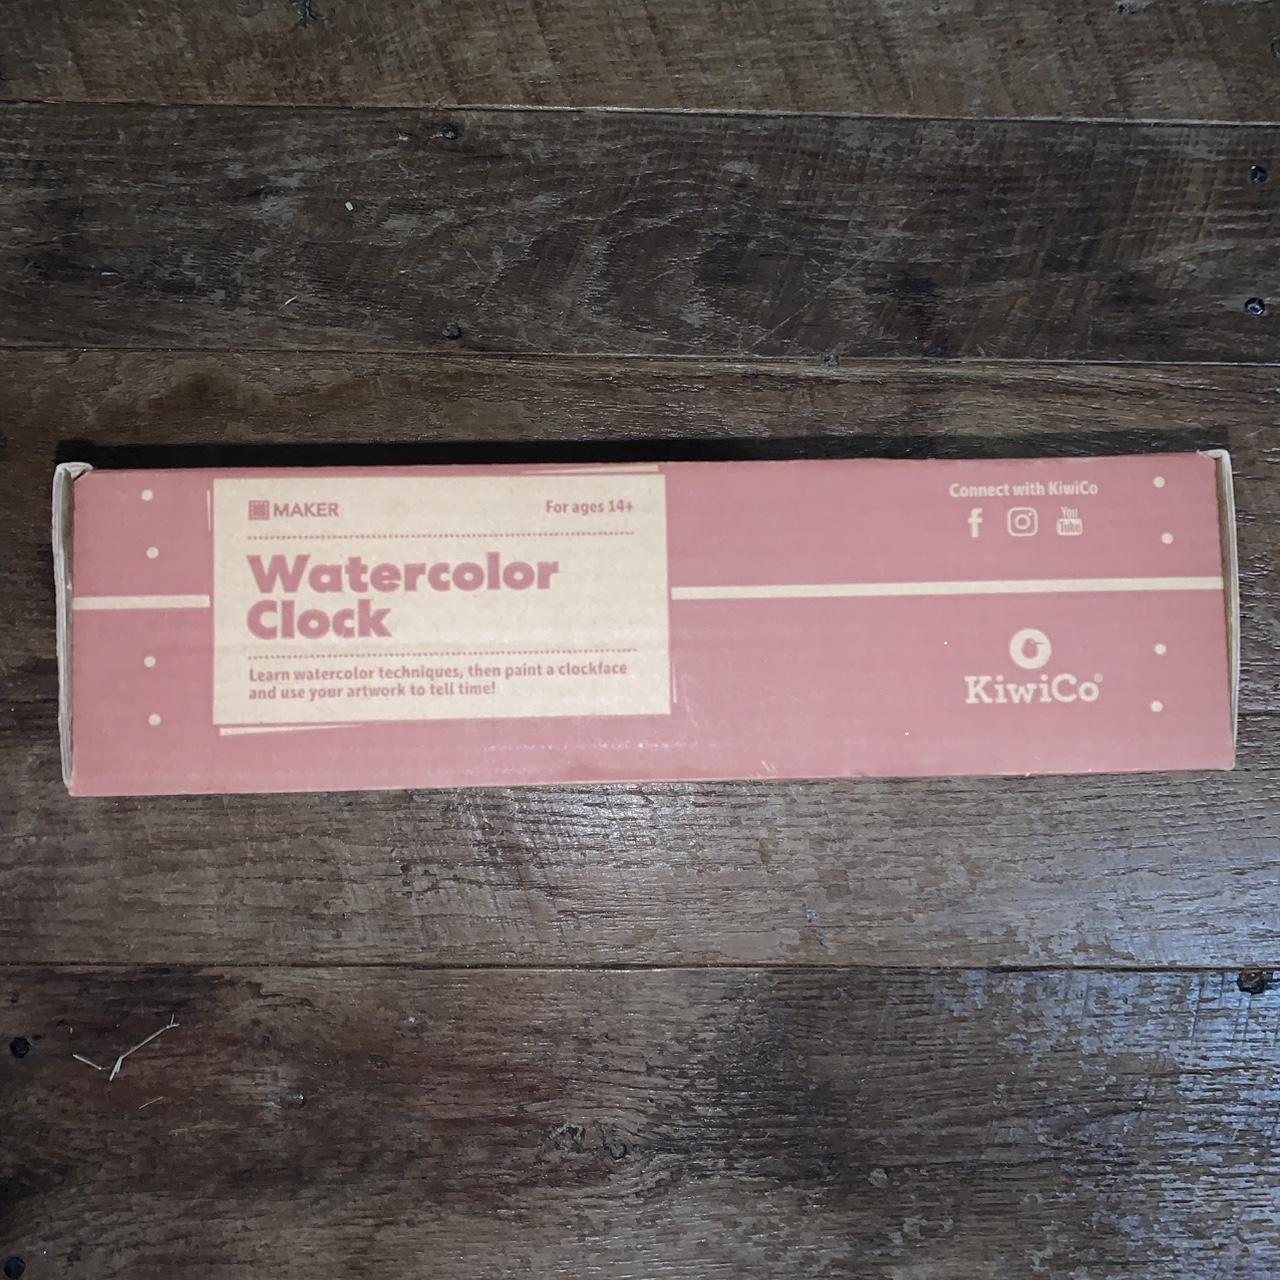 MAKER
For ages 14+
Watercolor
Clock
Learn watercolor techniques, then paint a clockface
and use your artwork to tell time!
Connect with KiwiCo
You
Tube
KiwiCo®